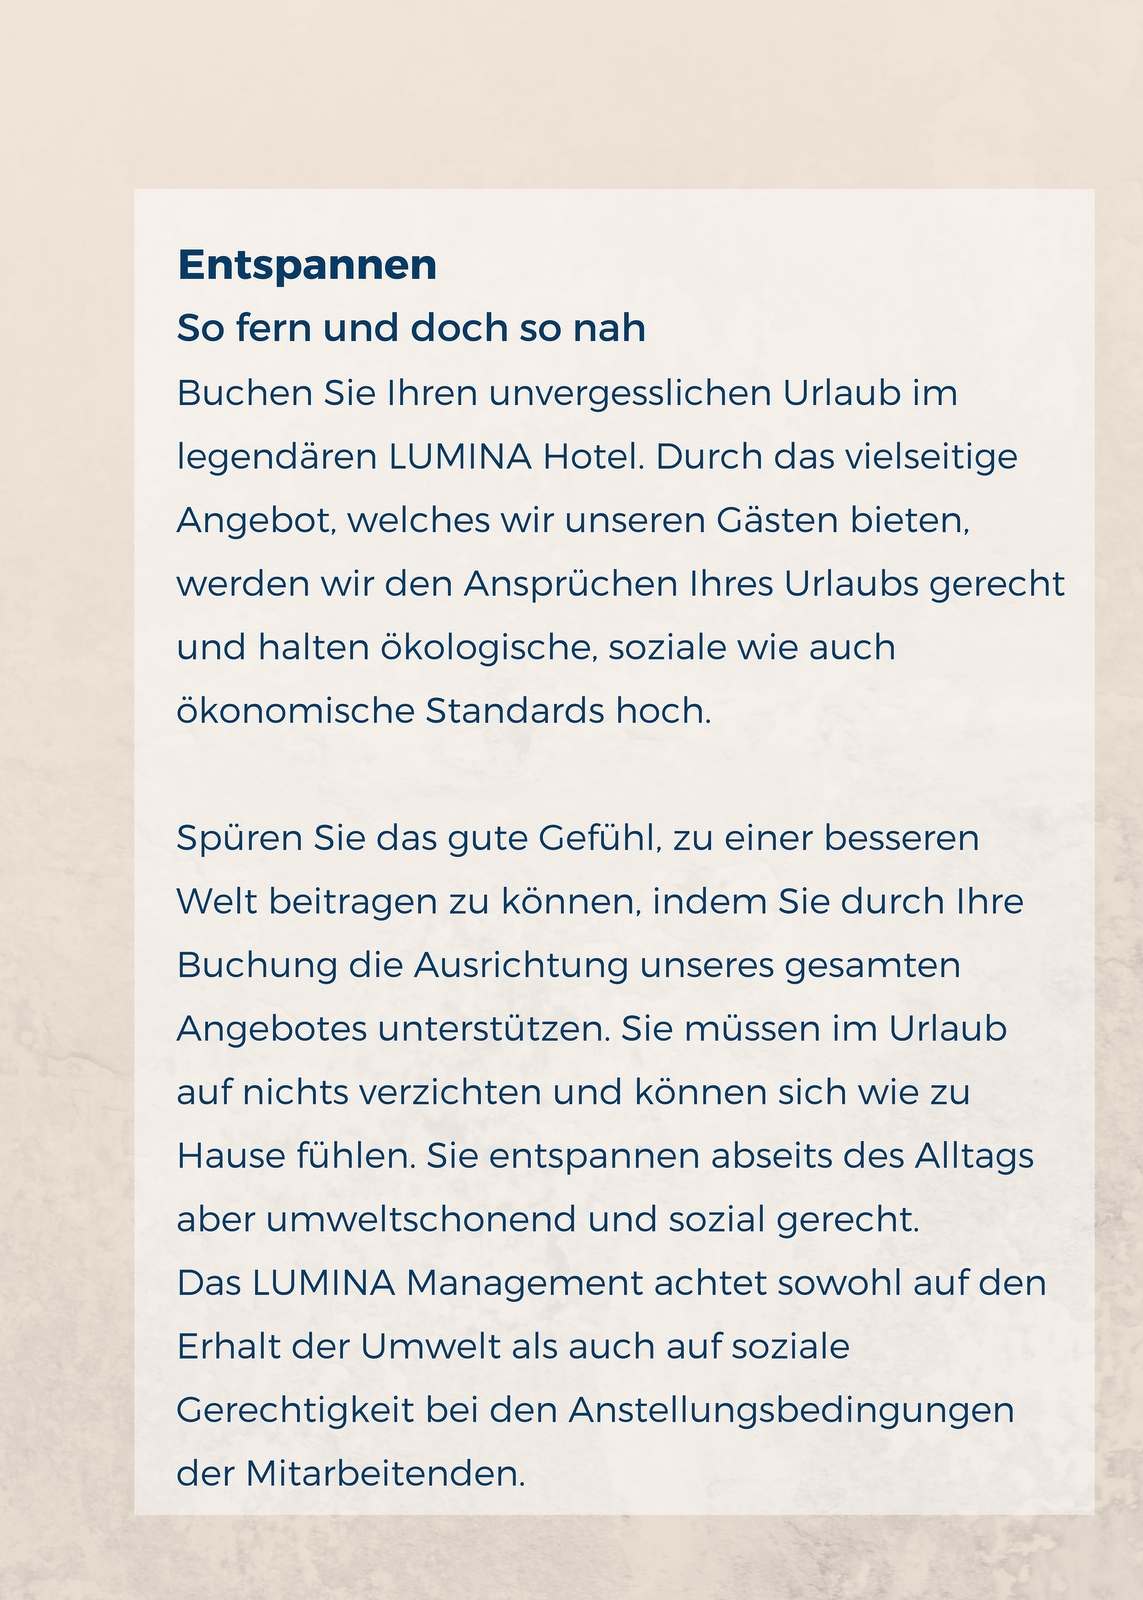 Entspannen
So fern und doch so nah
Buchen Sie Ihren unvergesslichen Urlaub im
legendären LUMINA Hotel. Durch das vielseitige
Angebot, welches wir unseren Gästen bieten,
werden wir den Ansprüchen Ihres Urlaubs gerecht
und halten ökologische, soziale wie auch
ökonomische Standards hoch.
Spüren Sie das gute Gefühl, zu einer besseren
Welt beitragen zu können, indem Sie durch Ihre
Buchung die Ausrichtung unseres gesamten
Angebotes unterstützen. Sie müssen im Urlaub
auf nichts verzichten und können sich wie zu
Hause fühlen. Sie entspannen abseits des Alltags
aber umweltschonend und sozial gerecht.
Das LUMINA Management achtet sowohl auf den
Erhalt der Umwelt als auch auf soziale
Gerechtigkeit bei den Anstellungsbedingungen
der Mitarbeitenden.